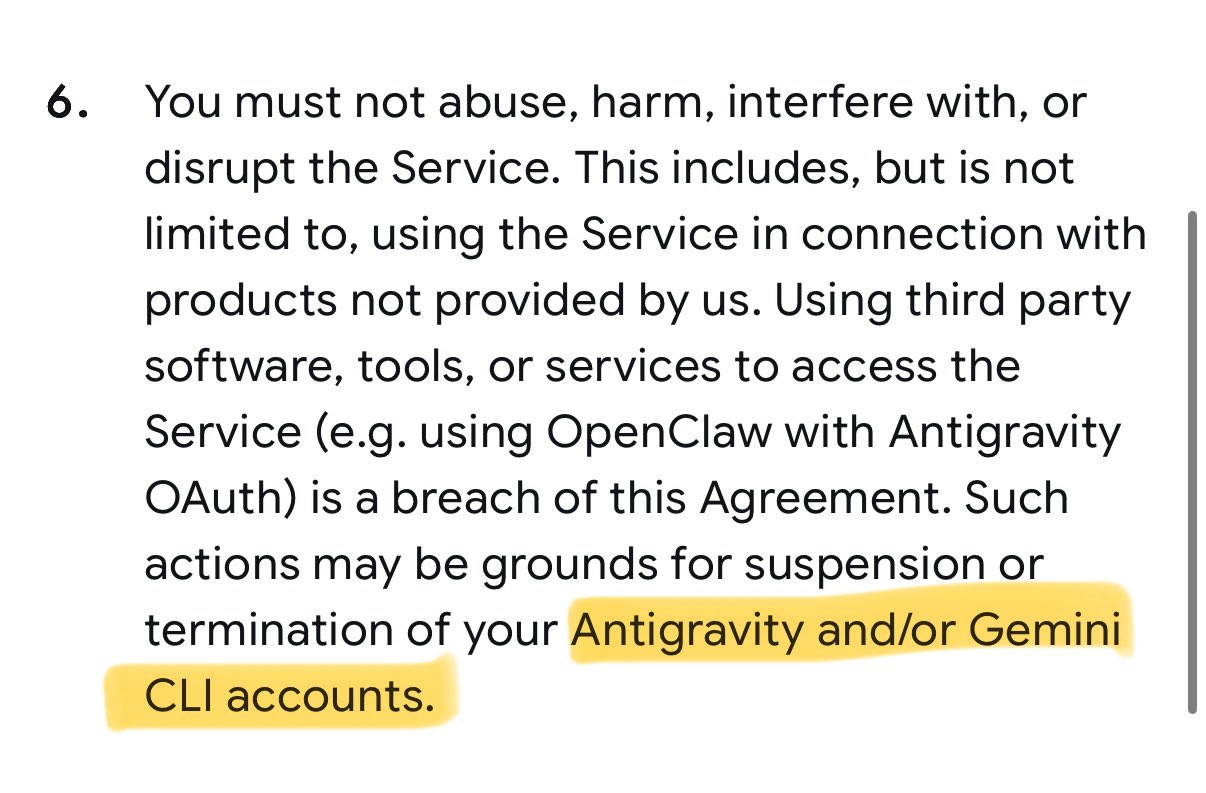 6. You must not abuse, harm, interfere with, or
disrupt the Service. This includes, but is not
limited to, using the Service in connection with
products not provided by us. Using third party
software, tools, or services to access the
Service (e.g. using OpenClaw with Antigravity
OAuth) is a breach of this Agreement. Such
actions may be grounds for suspension or
termination of your Antigravity and/or Gemini
CLI accounts.